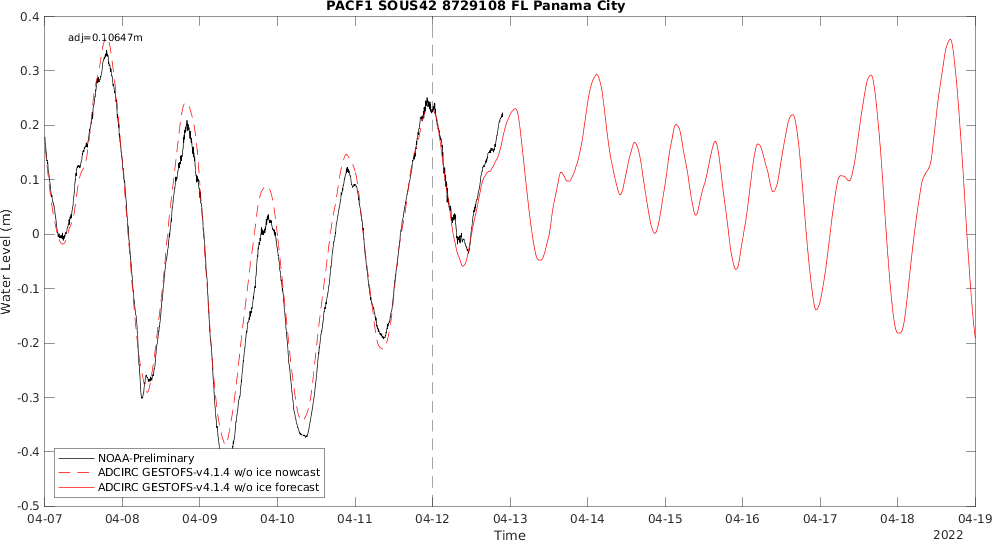 PACF1 SOUS42 8729108 FL Panama City
adj=0.10647m
Water Level (m)
0.4
0.3
0.2
0.1
0
-0.1
-0.2
-0.3
-0.4
-0.5
NOAA-Preliminary
ADCIRC GESTOFS-v4.1.4 w/o ice nowcast
ADCIRC GESTOFS-v4.1.4 w/o ice forecast
04-07 04-08 04-09 04-10 04-11 04-12 04-13 04-14 04-15 04-16 04-17 04-18 04-19
Time
2022